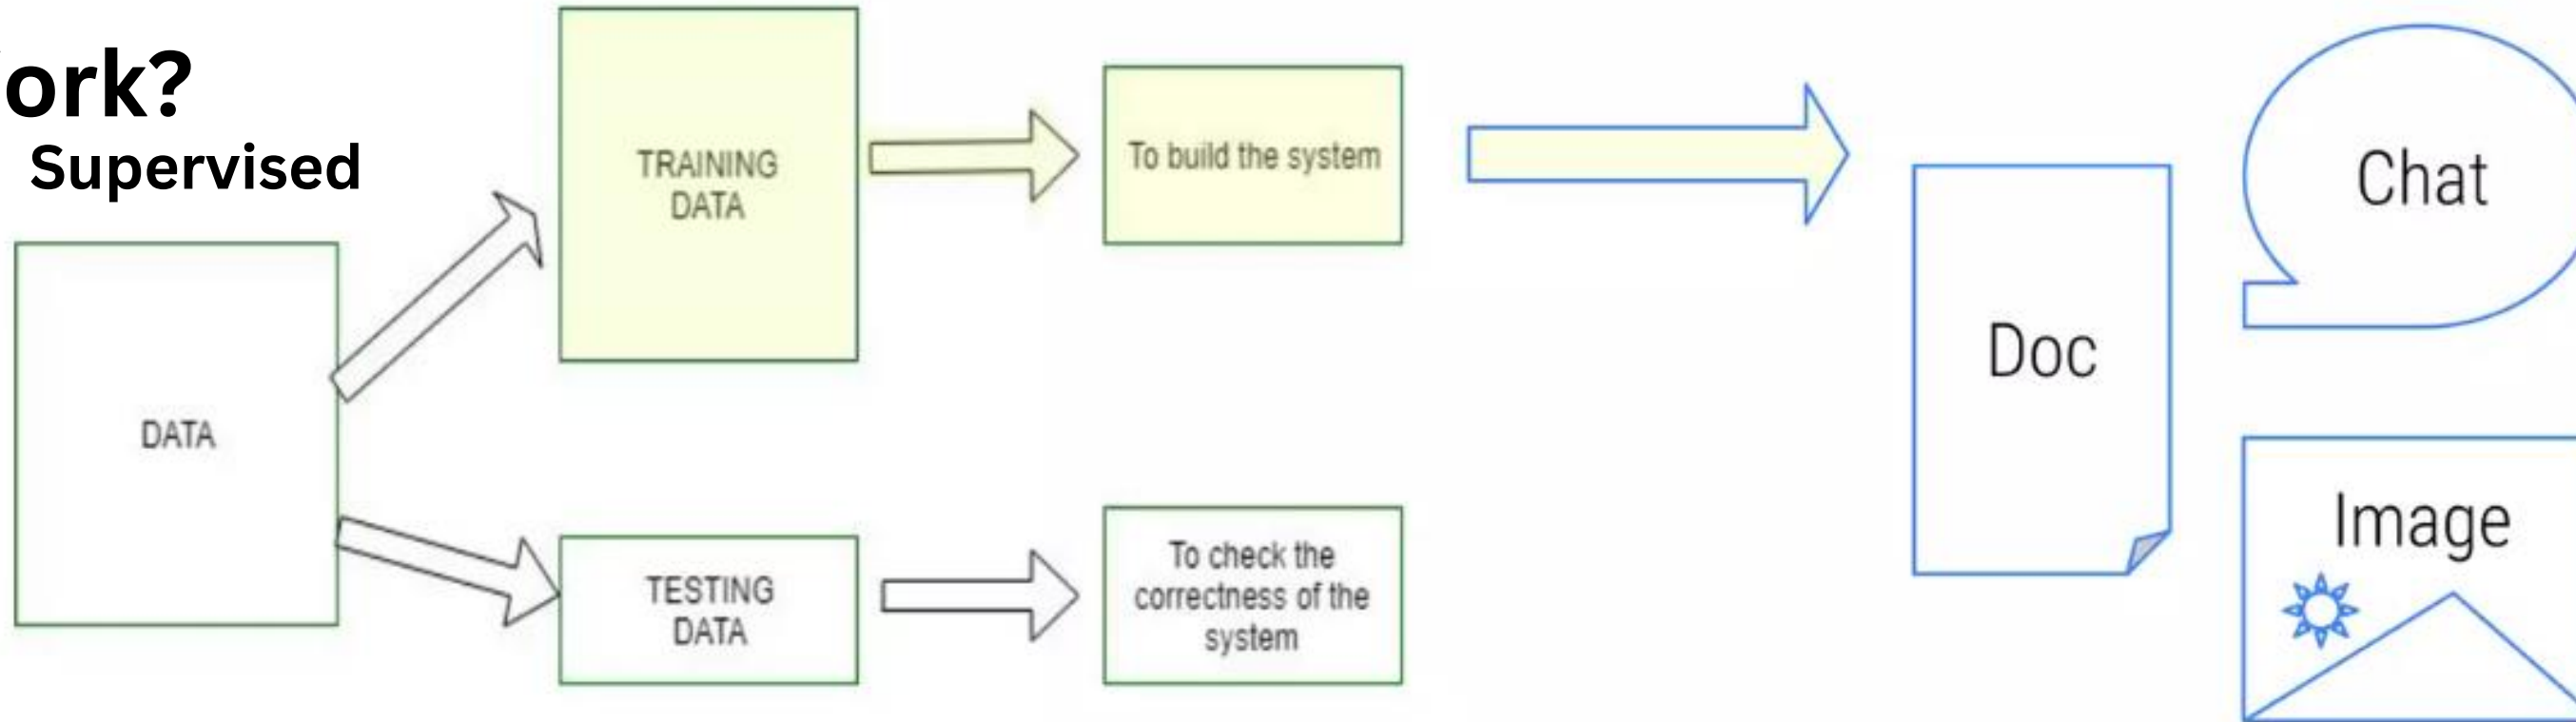 ork?
Supervised
DATA
TRAINING
DATA
To build the system
TESTING
DATA
To check the
correctness of the
system
Doc
Chat
Image